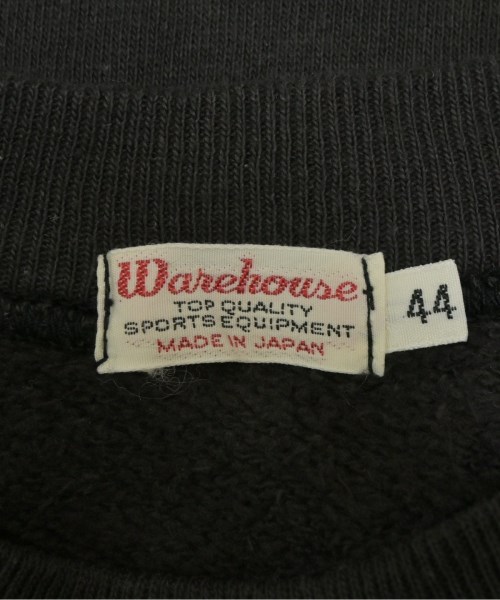 Warehouse
TOP QUALITY
SPORTS EQUIPMENT
MADE IN JAPAN
44